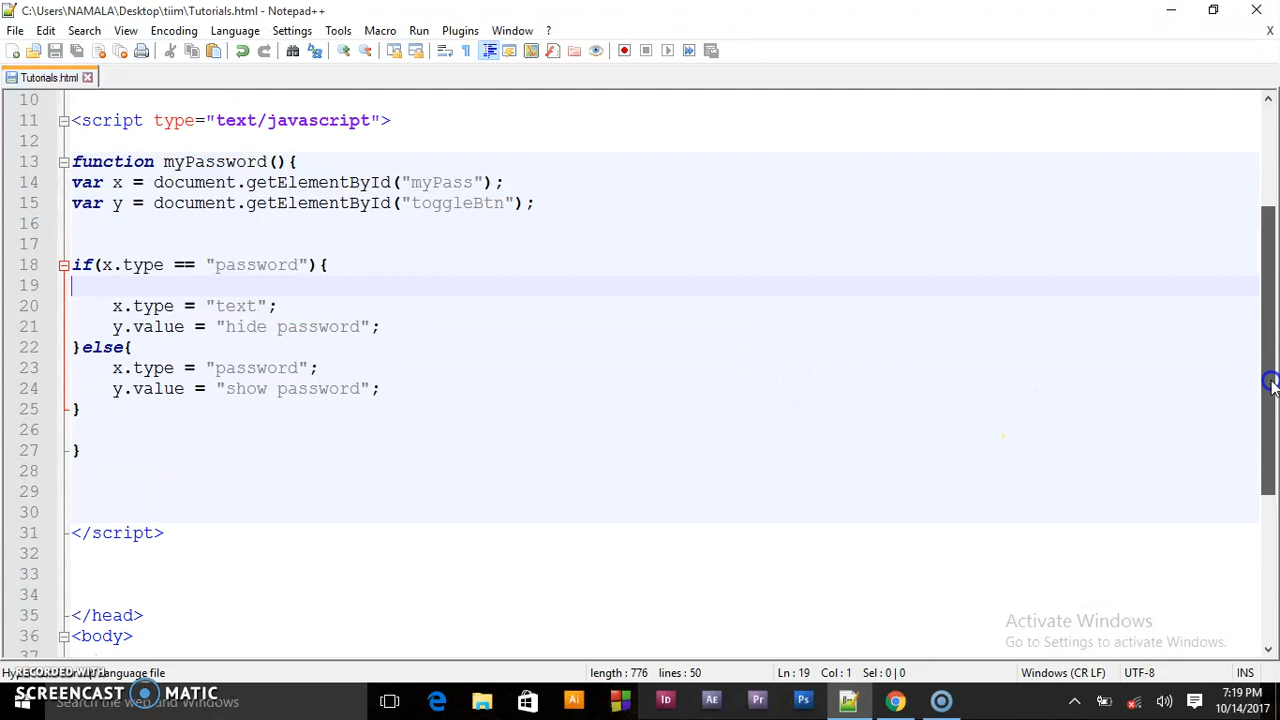 C:\Users\NAMALA\Desktop\tiim\Tutorials.html - Notepad++
File Edit Search View Encoding Language Settings Tools Macro Run Plugins Window ? X
Tutorials.html
10
11 <script type="text/javascript">
12
13 function myPassword(){
14 var x = document.getElementById("myPass");
15 var y = document.getElementById("toggleBtn");
16
17
18 if(x.type == "password"){
19
20 x.type = "text";
21 y.value = "hide password";
22 }else{
23 x.type = "password";
24 y.value = "show password";
25 }
26
27 }
28
29
30
31 </script>
32
33
34
35 </head>
36 <body>
Activate Windows
Go to Settings to activate Windows.
RECORDED WITH
language file length : 776 lines : 50 Ln : 19 Col : 1 Sel : 0 | 0 Windows (CR LF) UTF-8 INS
SCREENCAST MATIC
Search the web and Windows
Ai Id AE Pr Ps
7:19 PM
10/14/2017